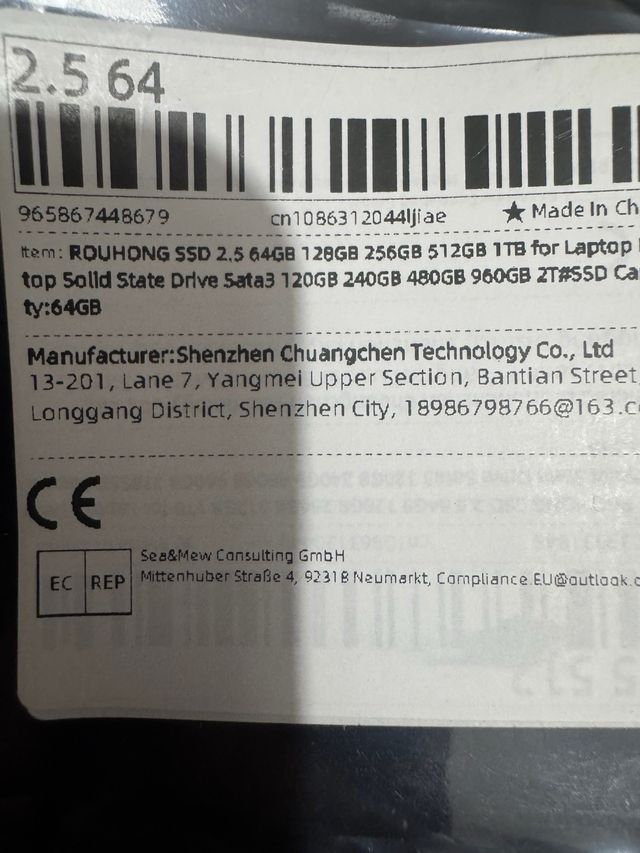 2.5 64
965867448679 cn1086312044ljiae ★ Made In Ch
Item: ROUHONG SSD 2.5 64GB 128GB 256GB 512GB 1TB for Laptop
top Solid State Drive Sata3 120GB 240GB 480GB 960GB 2T#SSD Ca
ty:64GB
Manufacturer:Shenzhen Chuangchen Technology Co., Ltd
13-201, Lane 7, Yangmei Upper Section, Bantian Street,
Longgang District, Shenzhen City, 18986798766@163.c
CE
EC REP
Sea&Mew Consulting GmbH
Mittenhuber Straße 4, 92318 Neumarkt, Compliance.EU@outlook.c